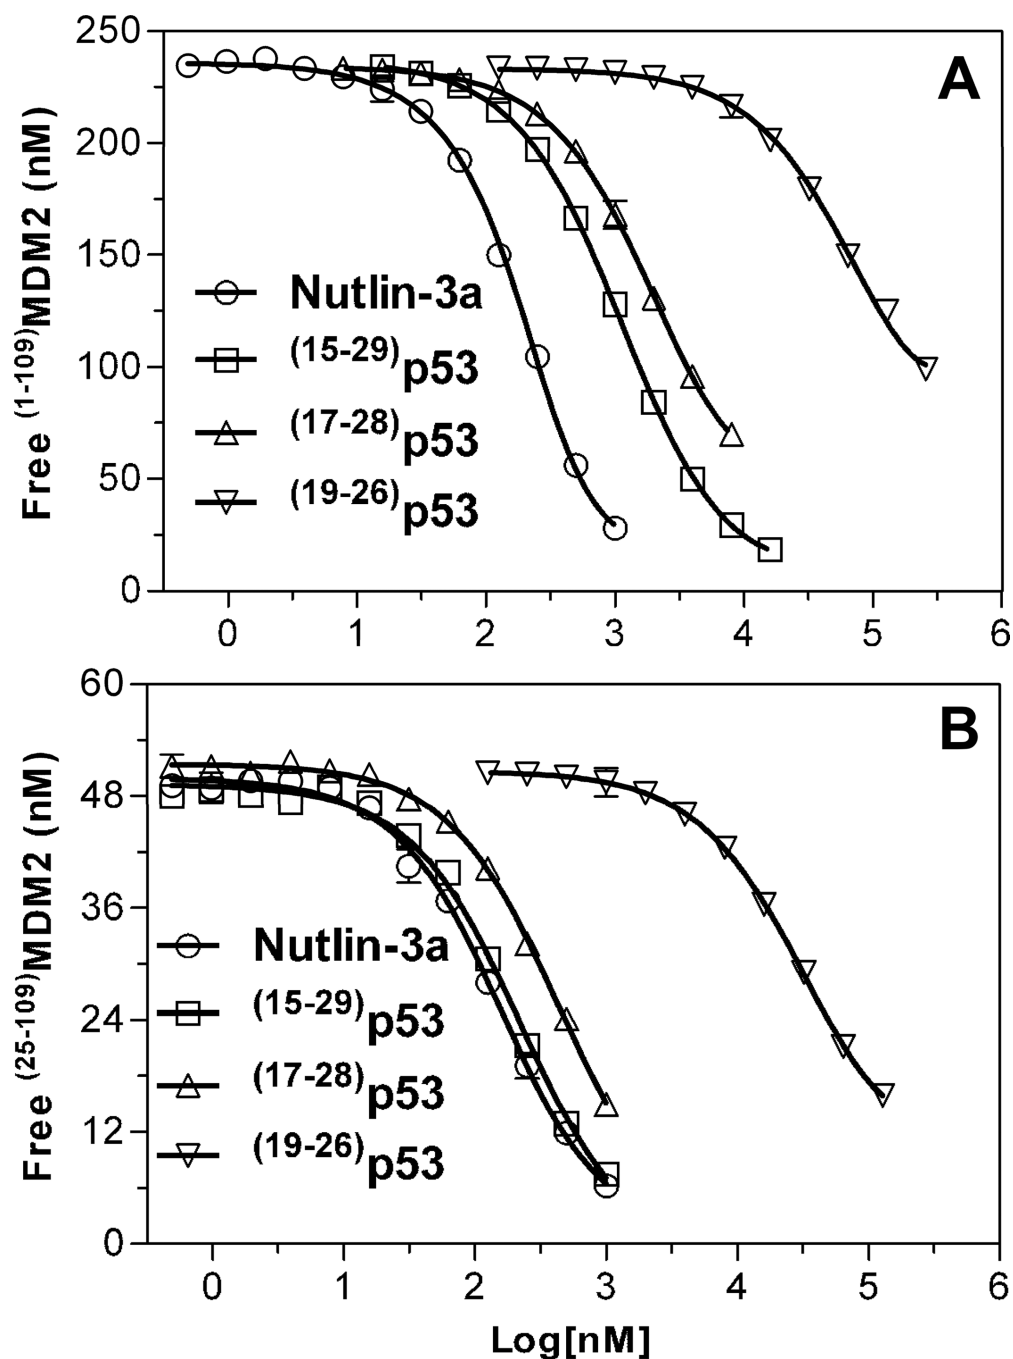 A
Free (1-109)MDM2 (nM)
250
200
150
100
50
0
Nutlin-3a
(15-29)p53
(17-28)p53
(19-26)p53
0 1 2 3 4 5 6
B
Free (25-109)MDM2 (nM)
60
48
36
24
12
0
Nutlin-3a
(15-29)p53
(17-28)p53
(19-26)p53
0 1 2 3 4 5 6
Log[nM]